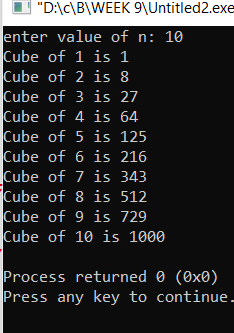 "D:\c\B\WEEK 9\Untitled2.exe
enter value of n: 10
Cube of 1 is 1
Cube of 2 is 8
Cube of 3 is 27
Cube of 4 is 64
Cube of 5 is 125
Cube of 6 is 216
Cube of 7 is 343
Cube of 8 is 512
Cube of 9 is 729
Cube of 10 is 1000
Process returned 0 (0x0)
Press any key to continue.